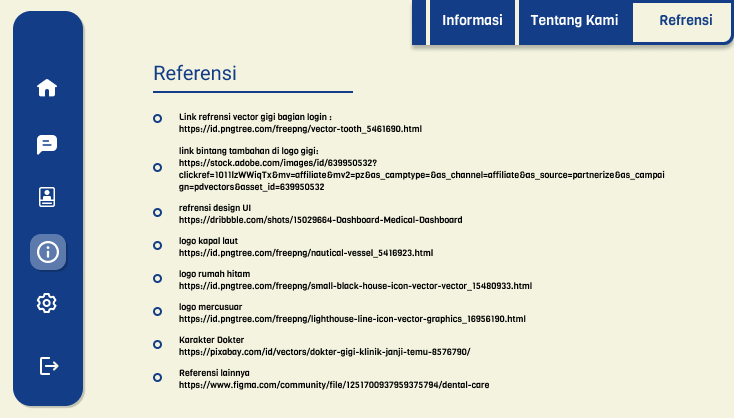 Informasi
Tentang Kami
Refrensi
Referensi
Link refrensi vector gigi bagian login :
https://id.pngtree.com/freepng/vector-tooth_5461690.html
link bintang tambahan di logo gigi:
https://stock.adobe.com/images/id/639950532?
clickref=1011lzWWiqTx&mv=affiliate&mv2=pz&as_camptype=&as_channel=affiliate&as_source=partnerize&as_campai
gn=pdvectors&asset_id=639950532
refrensi design UI
https://dribbble.com/shots/15029664-Dashboard-Medical-Dashboard
logo kapal laut
https://id.pngtree.com/freepng/nautical-vessel_5416923.html
logo rumah hitam
https://id.pngtree.com/freepng/small-black-house-icon-vector-vector_15480933.html
logo mercusuar
https://id.pngtree.com/freepng/lighthouse-line-icon-vector-graphics_16956190.html
Karakter Dokter
https://pixabay.com/id/vectors/dokter-gigi-klinik-janji-temu-8576790/
Referensi lainnya
https://www.figma.com/community/file/1251700937959375794/dental-care